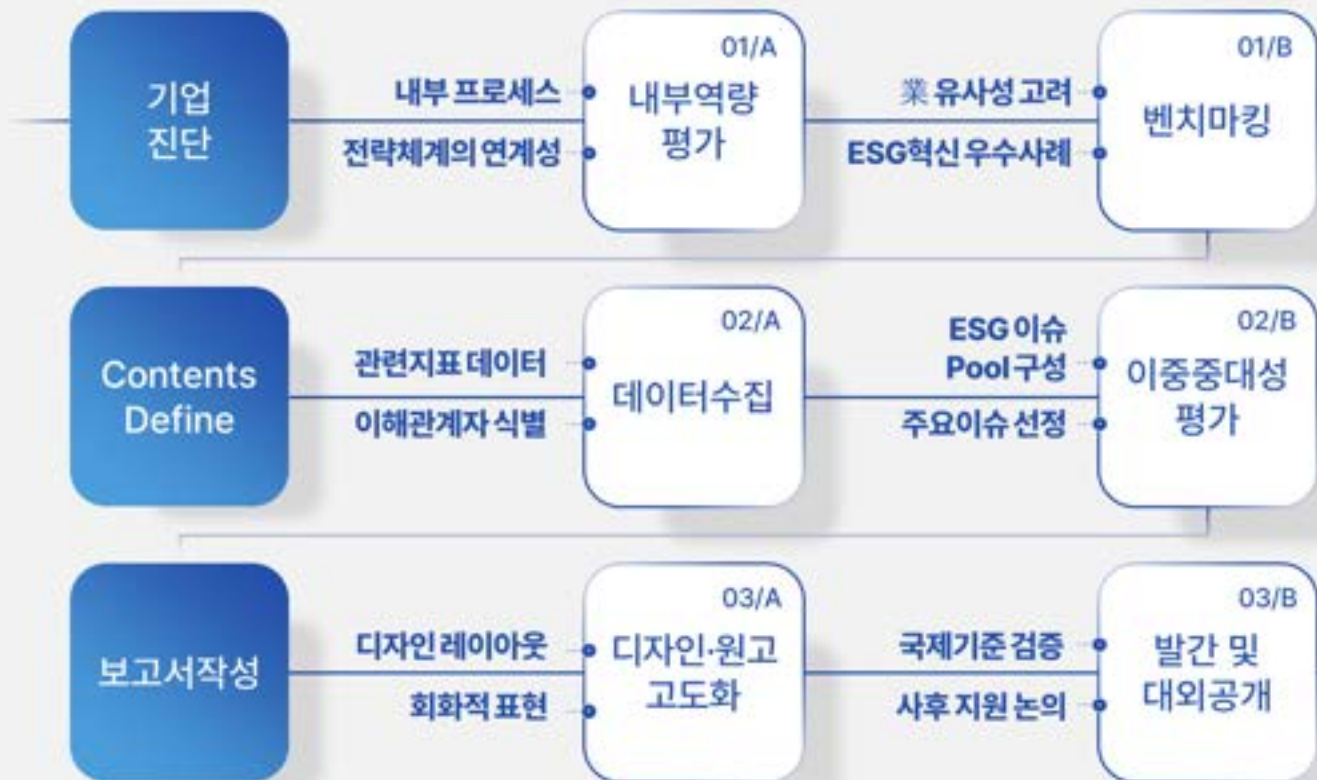 기업
진단
내부 프로세스
전략체계의 연계성
01/A
내부역량
평가
業 유사성 고려
ESG혁신 우수사례
01/B
벤치마킹
Contents
Define
관련지표 데이터
이해관계자 식별
02/A
데이터수집
ESG 이슈
Pool 구성
주요이슈 선정
02/B
이중중대성
평가
보고서작성
디자인 레이아웃
회화적 표현
03/A
디자인·원고
고도화
국제기준 검증
사후 지원 논의
03/B
발간 및
대외공개